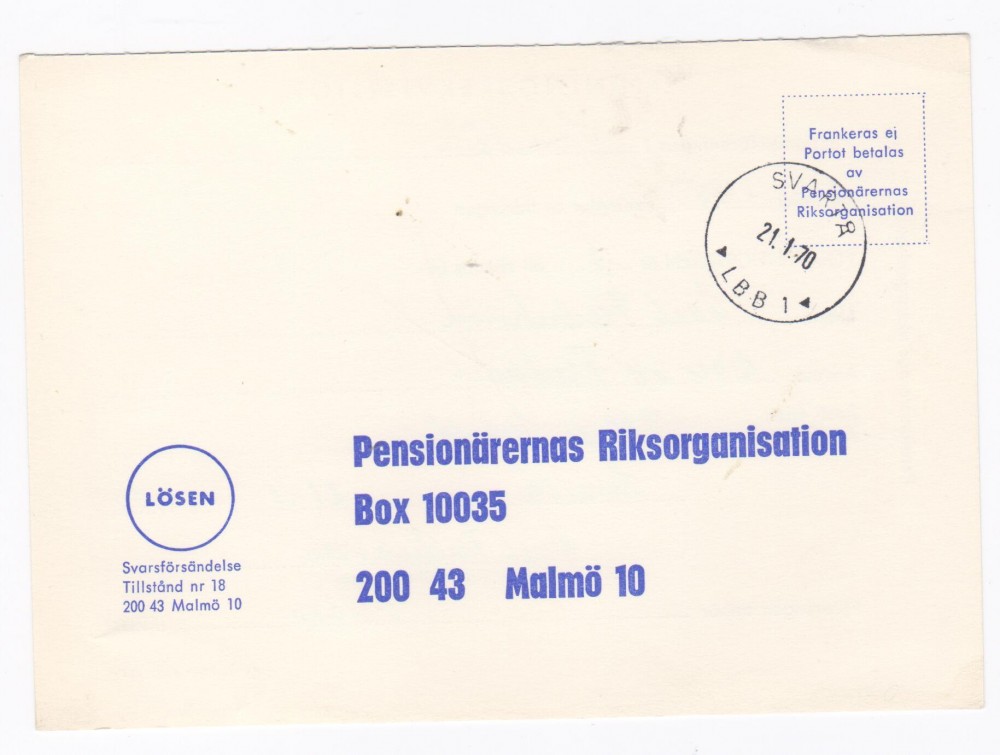 Frankeras ej
Portot betalas
av
Pensionärernas
Riksorganisation
SVARTÅ
21.1.70
LBB 1
Pensionärernas Riksorganisation
Box 10035
200 43 Malmö 10
LÖSEN
Svarsförsändelse
Tillstånd nr 18
200 43 Malmö 10